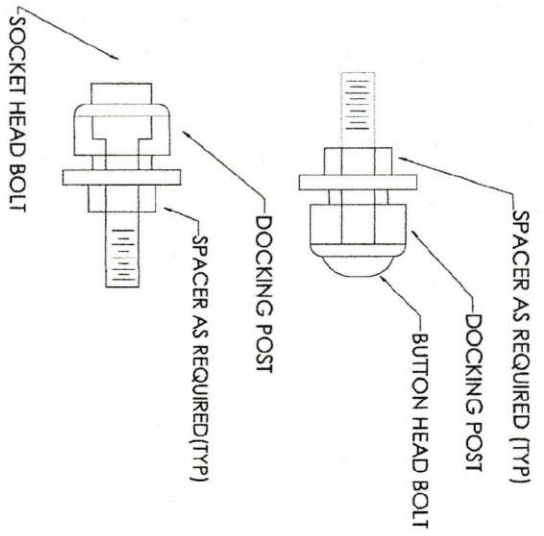 SPACER AS REQUIRED (TYP)
DOCKING POST
BUTTON HEAD BOLT
DOCKING POST
SPACER AS REQUIRED(TYP)
SOCKET HEAD BOLT